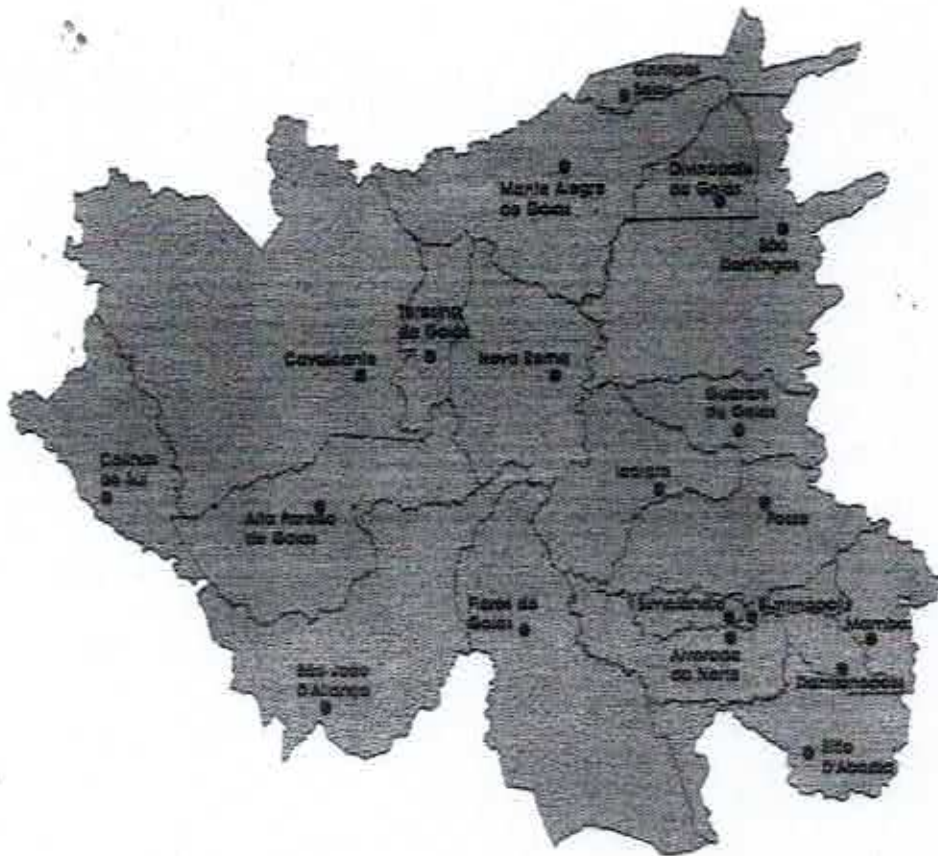 Campos
Belos
Monte Alegre
de Goiás
Divinópolis
de Goiás
São
Domingos
Teresina
de Goiás
Cavalcante
Nova Roma
Guarani
de Goiás
Colinas
do Sul
Iaciara
Alto Paraíso
de Goiás
Posse
Flores de
Goiás
Simolândia
Buritinópolis
Mambaí
Alvorada
do Norte
Damianópolis
São João
D'Aliança
Sítio
D'Abadia